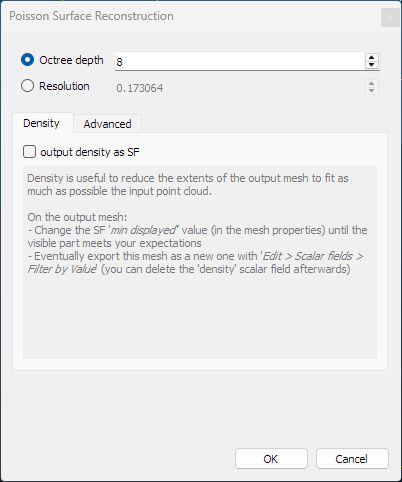 Poisson Surface Reconstruction
x
Octree depth 8
Resolution 0.173064
Density Advanced
output density as SF
Density is useful to reduce the extents of the output mesh to fit as
much as possible the input point cloud.
On the output mesh:
- Change the SF 'min displayed' value (in the mesh properties) until the
visible part meets your expectations
- Eventually export this mesh as a new one with 'Edit > Scalar fields >
Filter by Value' (you can delete the 'density' scalar field afterwards)
OK Cancel